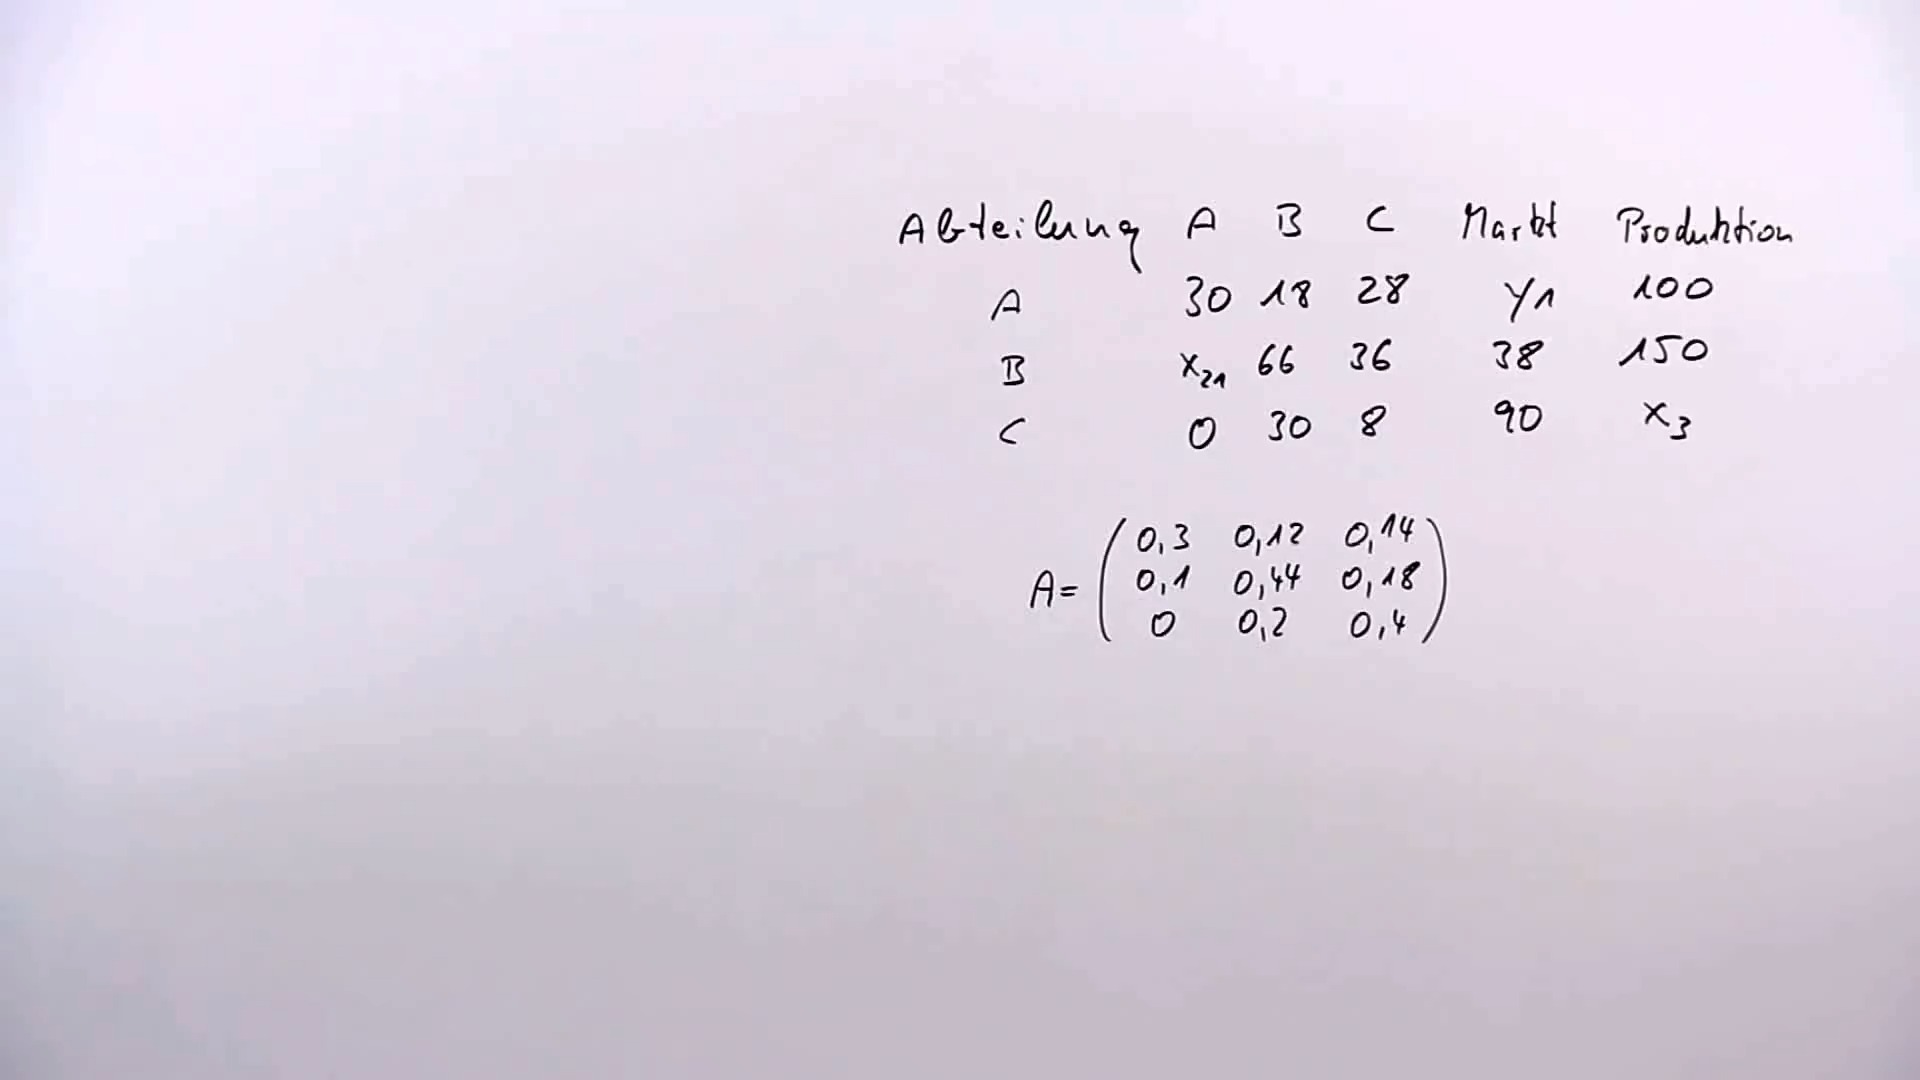 Abteilung A B C Markt Produktion
A 30 18 28 y1 100
B x21 66 36 38 150
C 0 30 8 90 x3
A= ( 0,3 0,12 0,14 )
0,1 0,44 0,18
0 0,2 0,4